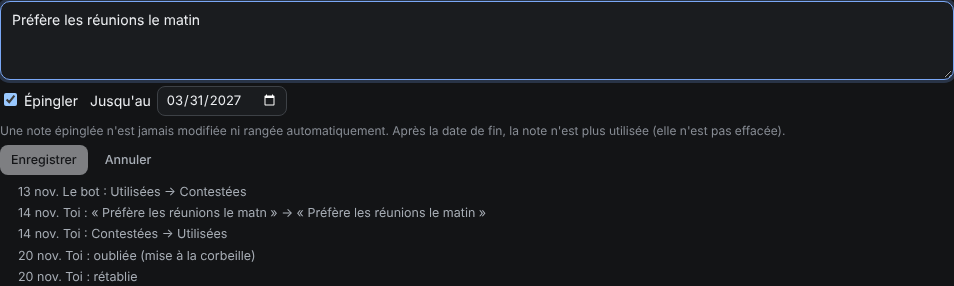 Préfère les réunions le matin
Épingler Jusqu'au 03/31/2027
Une note épinglée n'est jamais modifiée ni rangée automatiquement. Après la date de fin, la note n'est plus utilisée (elle n'est pas effacée).
Enregistrer Annuler
13 nov. Le bot : Utilisées → Contestées
14 nov. Toi : « Préfère les réunions le matn » → « Préfère les réunions le matin »
14 nov. Toi : Contestées → Utilisées
20 nov. Toi : oubliée (mise à la corbeille)
20 nov. Toi : rétablie